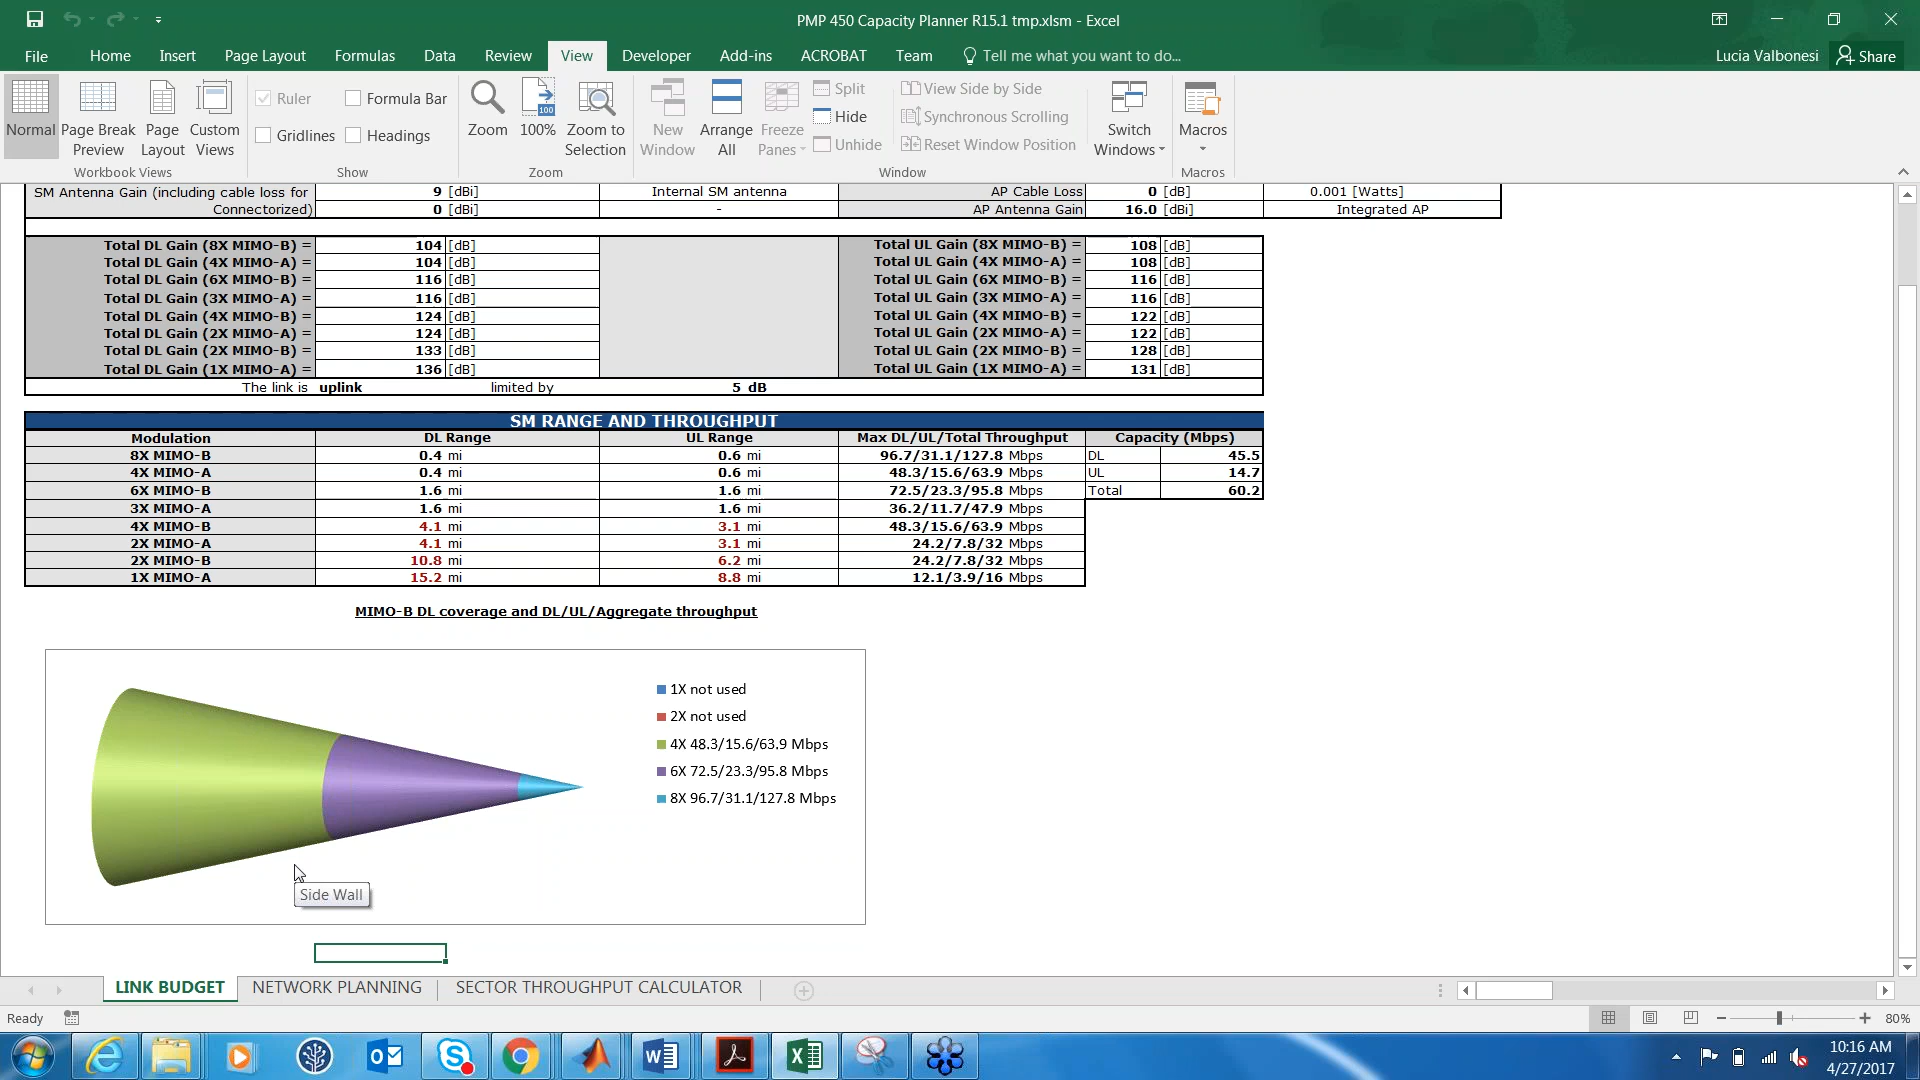 PMP 450 Capacity Planner R15.1 tmp.xlsm - Excel
File Home Insert Page Layout Formulas Data Review View Developer Add-ins ACROBAT Team Tell me what you want to do... Lucia Valbonesi Share
Normal Page Break Preview Page Layout Custom Views
Workbook Views
Ruler Formula Bar
Gridlines Headings
Show
Zoom 100% Zoom to Selection
Zoom
New Window Arrange All Freeze Panes
Split
Hide
Unhide
View Side by Side
Synchronous Scrolling
Reset Window Position
Switch Windows
Window
Macros
Macros
SM Antenna Gain (including cable loss for 9 [dBi] Internal SM antenna AP Cable Loss 0 [dB] 0.001 [Watts]
Connectorized) 0 [dBi] - AP Antenna Gain 16.0 [dBi] Integrated AP
Total DL Gain (8X MIMO-B) = 104 [dB] Total UL Gain (8X MIMO-B) = 108 [dB]
Total DL Gain (4X MIMO-A) = 104 [dB] Total UL Gain (4X MIMO-A) = 108 [dB]
Total DL Gain (6X MIMO-B) = 116 [dB] Total UL Gain (6X MIMO-B) = 116 [dB]
Total DL Gain (3X MIMO-A) = 116 [dB] Total UL Gain (3X MIMO-A) = 116 [dB]
Total DL Gain (4X MIMO-B) = 124 [dB] Total UL Gain (4X MIMO-B) = 122 [dB]
Total DL Gain (2X MIMO-A) = 124 [dB] Total UL Gain (2X MIMO-A) = 122 [dB]
Total DL Gain (2X MIMO-B) = 133 [dB] Total UL Gain (2X MIMO-B) = 128 [dB]
Total DL Gain (1X MIMO-A) = 136 [dB] Total UL Gain (1X MIMO-A) = 131 [dB]
The link is uplink limited by 5 dB
SM RANGE AND THROUGHPUT
Modulation DL Range UL Range Max DL/UL/Total Throughput Capacity (Mbps)
8X MIMO-B 0.4 mi 0.6 mi 96.7/31.1/127.8 Mbps DL 45.5
4X MIMO-A 0.4 mi 0.6 mi 48.3/15.6/63.9 Mbps UL 14.7
6X MIMO-B 1.6 mi 1.6 mi 72.5/23.3/95.8 Mbps Total 60.2
3X MIMO-A 1.6 mi 1.6 mi 36.2/11.7/47.9 Mbps
4X MIMO-B 4.1 mi 3.1 mi 48.3/15.6/63.9 Mbps
2X MIMO-A 4.1 mi 3.1 mi 24.2/7.8/32 Mbps
2X MIMO-B 10.8 mi 6.2 mi 24.2/7.8/32 Mbps
1X MIMO-A 15.2 mi 8.8 mi 12.1/3.9/16 Mbps
MIMO-B DL coverage and DL/UL/Aggregate throughput
1X not used
2X not used
4X 48.3/15.6/63.9 Mbps
6X 72.5/23.3/95.8 Mbps
8X 96.7/31.1/127.8 Mbps
Side Wall
LINK BUDGET NETWORK PLANNING SECTOR THROUGHPUT CALCULATOR
Ready 80%
10:16 AM
4/27/2017